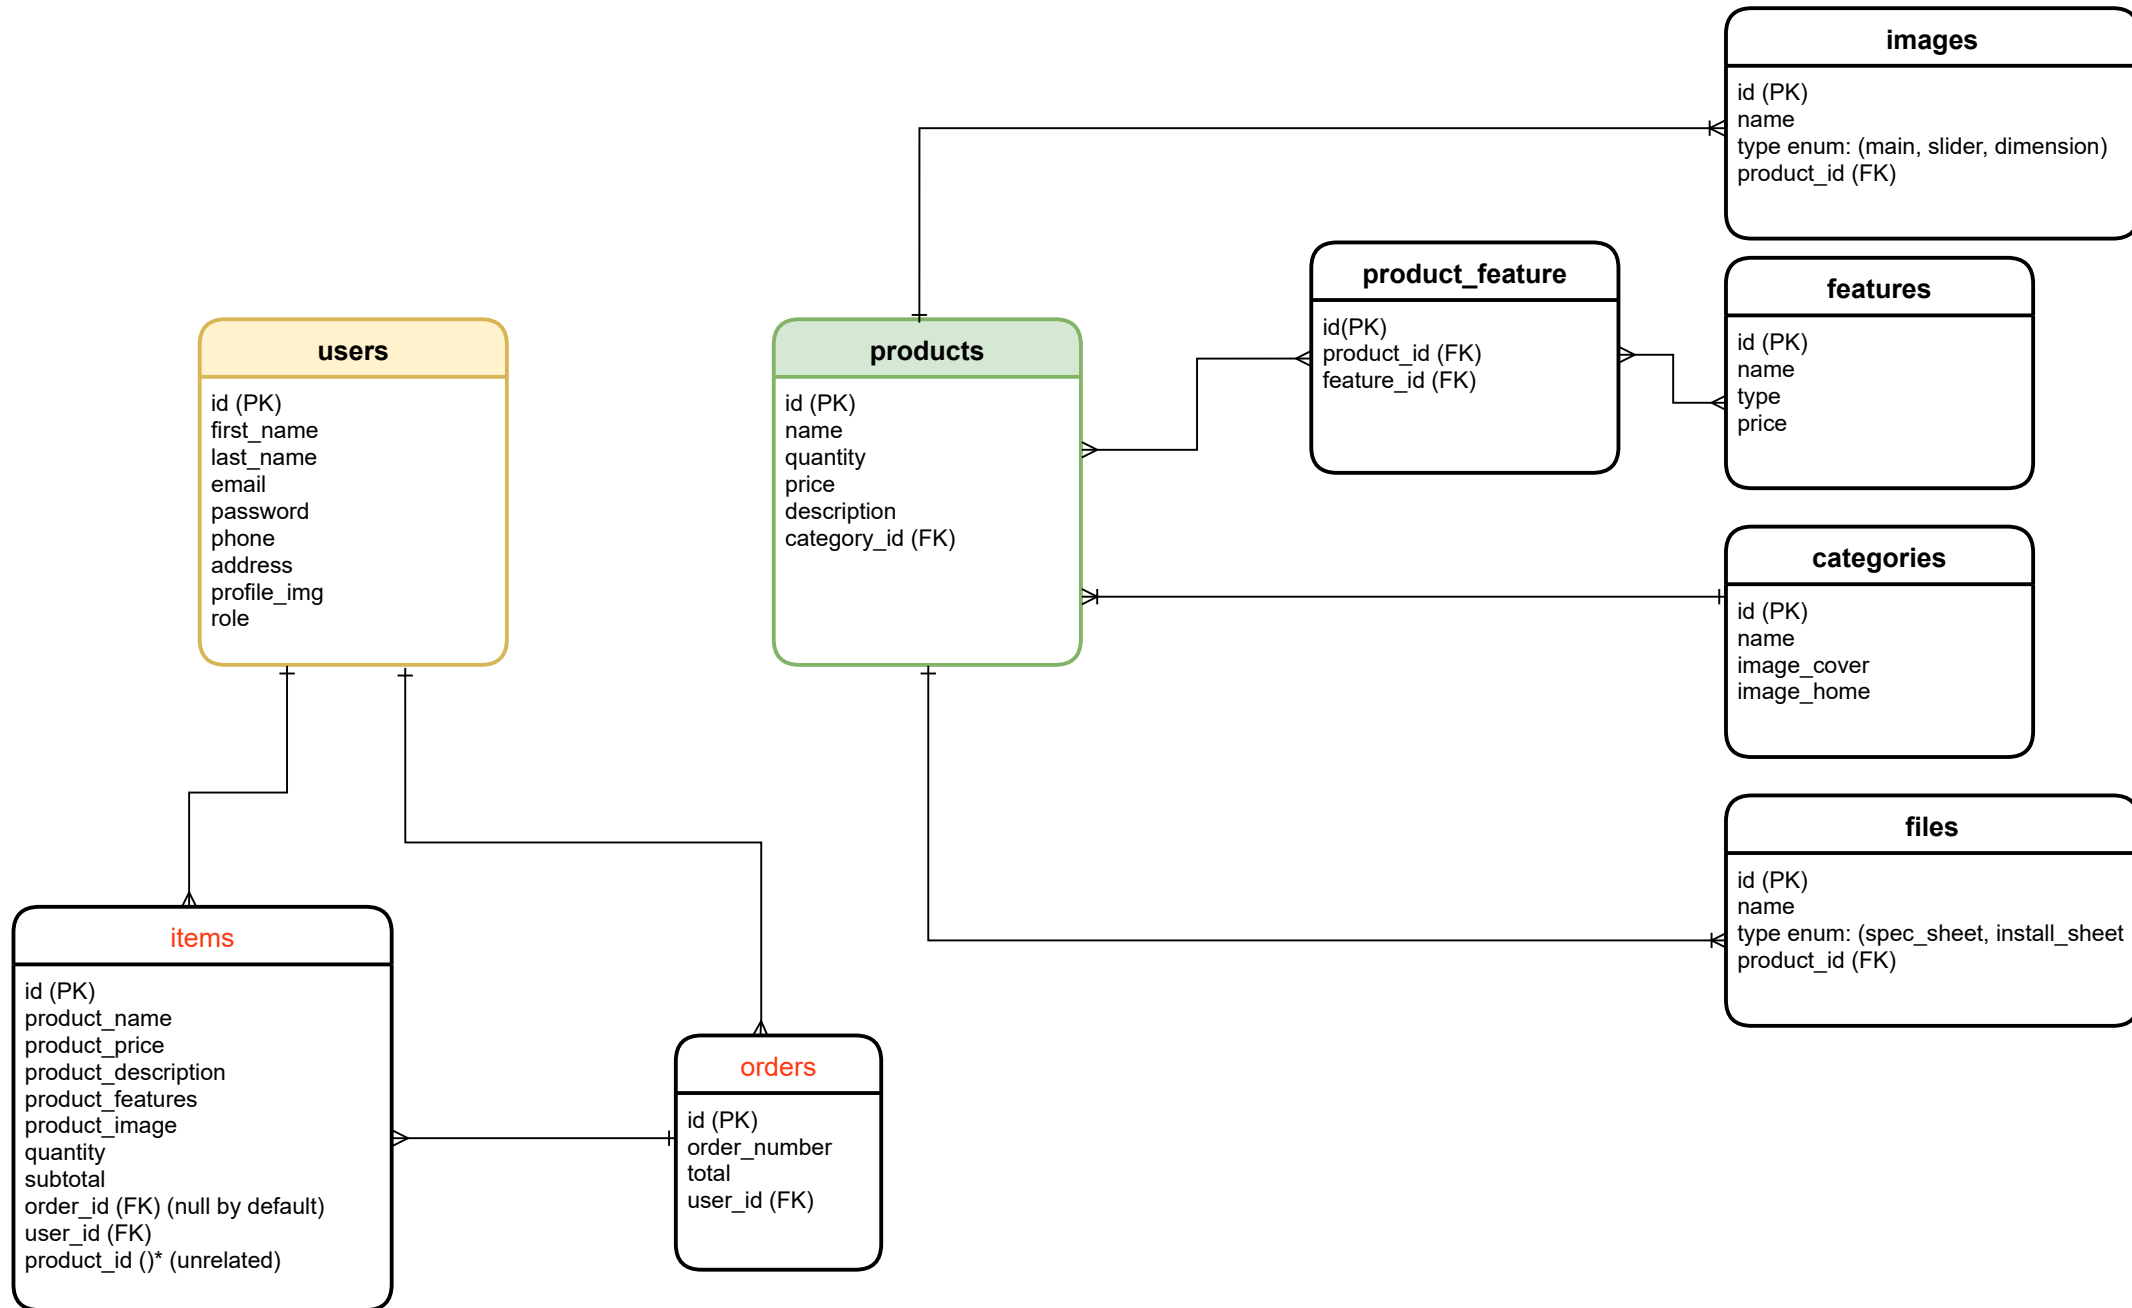 images
id (PK)
name
type enum: (main, slider, dimension)
product_id (FK)
product_feature
id(PK)
product_id (FK)
feature_id (FK)
features
id (PK)
name
type
price
users
id (PK)
first_name
last_name
email
password
phone
address
profile_img
role
products
id (PK)
name
quantity
price
description
category_id (FK)
categories
id (PK)
name
image_cover
image_home
files
id (PK)
name
type enum: (spec_sheet, install_sheet
product_id (FK)
items
id (PK)
product_name
product_price
product_description
product_features
product_image
quantity
subtotal
order_id (FK) (null by default)
user_id (FK)
product_id ()* (unrelated)
orders
id (PK)
order_number
total
user_id (FK)